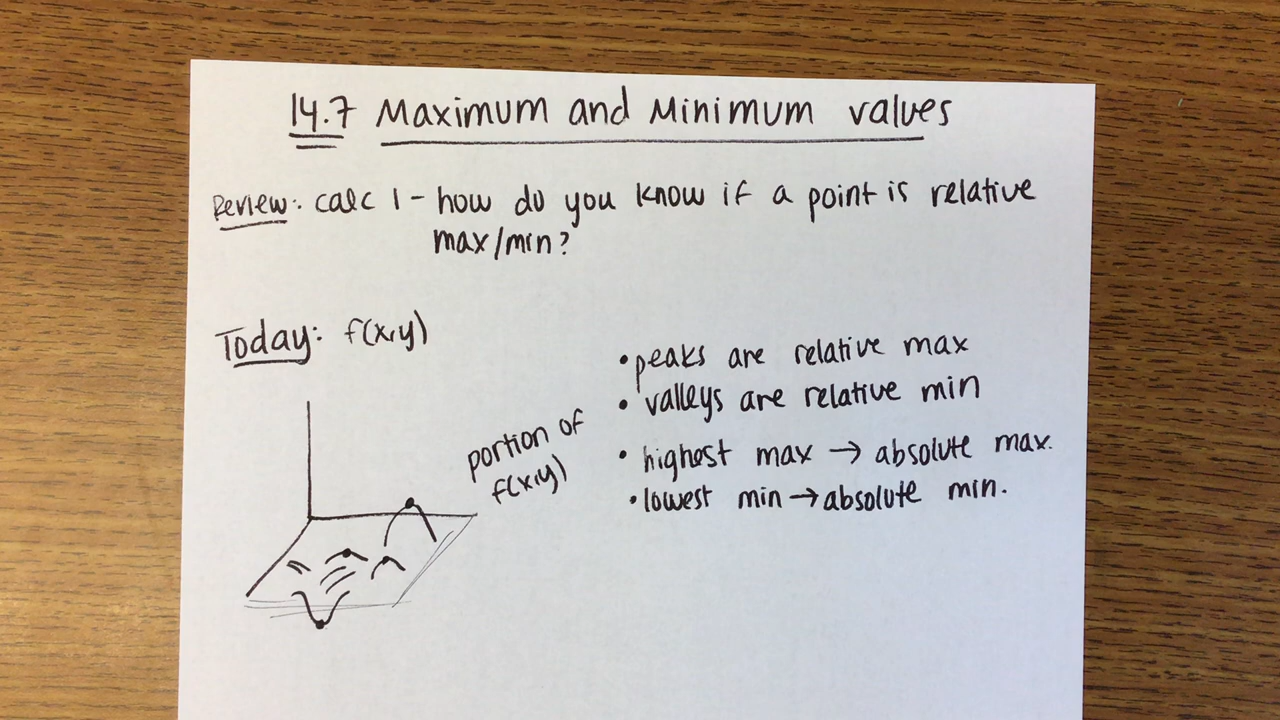 14.7 Maximum and Minimum values
Review: calc 1 - how do you know if a point is relative
max/min?
Today: f(x,y)
• peaks are relative max
• valleys are relative min
• highest max → absolute max.
• lowest min → absolute min.
portion of
f(x,y)